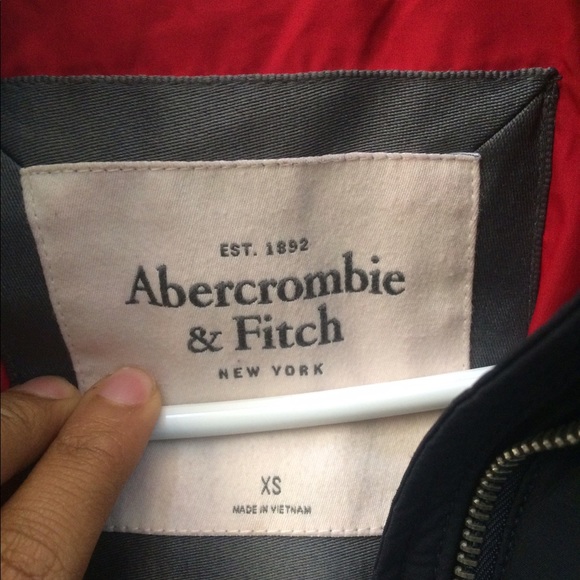 EST. 1892
Abercrombie
& Fitch
NEW YORK
XS
MADE IN VIETNAM